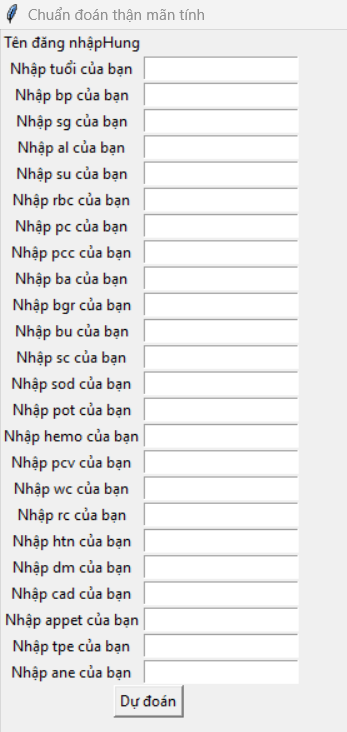 Chuẩn đoán thận mãn tính
Tên đăng nhậpHung
Nhập tuổi của bạn
Nhập bp của bạn
Nhập sg của bạn
Nhập al của bạn
Nhập su của bạn
Nhập rbc của bạn
Nhập pc của bạn
Nhập pcc của bạn
Nhập ba của bạn
Nhập bgr của bạn
Nhập bu của bạn
Nhập sc của bạn
Nhập sod của bạn
Nhập pot của bạn
Nhập hemo của bạn
Nhập pcv của bạn
Nhập wc của bạn
Nhập rc của bạn
Nhập htn của bạn
Nhập dm của bạn
Nhập cad của bạn
Nhập appet của bạn
Nhập tpe của bạn
Nhập ane của bạn
Dự đoán